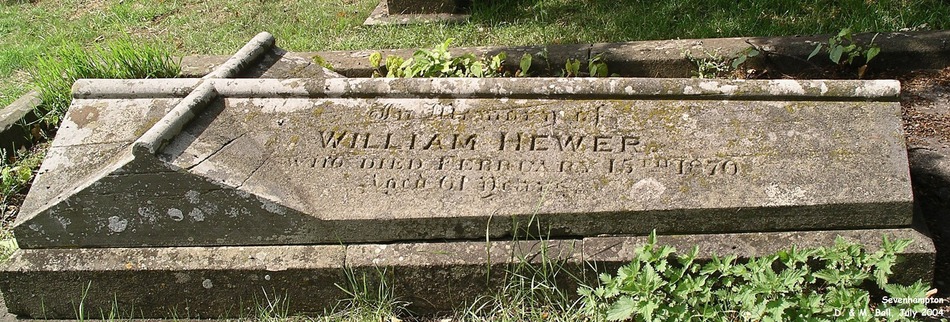 In Memory of
WILLIAM HEWER
WHO DIED FEBRUARY 15TH 1870
Aged 61 Years
Sevenhampton
D. & M. Ball, July 2004